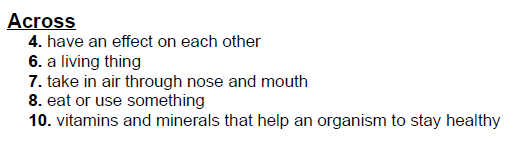 Across
4. have an effect on each other
6. a living thing
7. take in air through nose and mouth
8. eat or use something
10. vitamins and minerals that help an organism to stay healthy